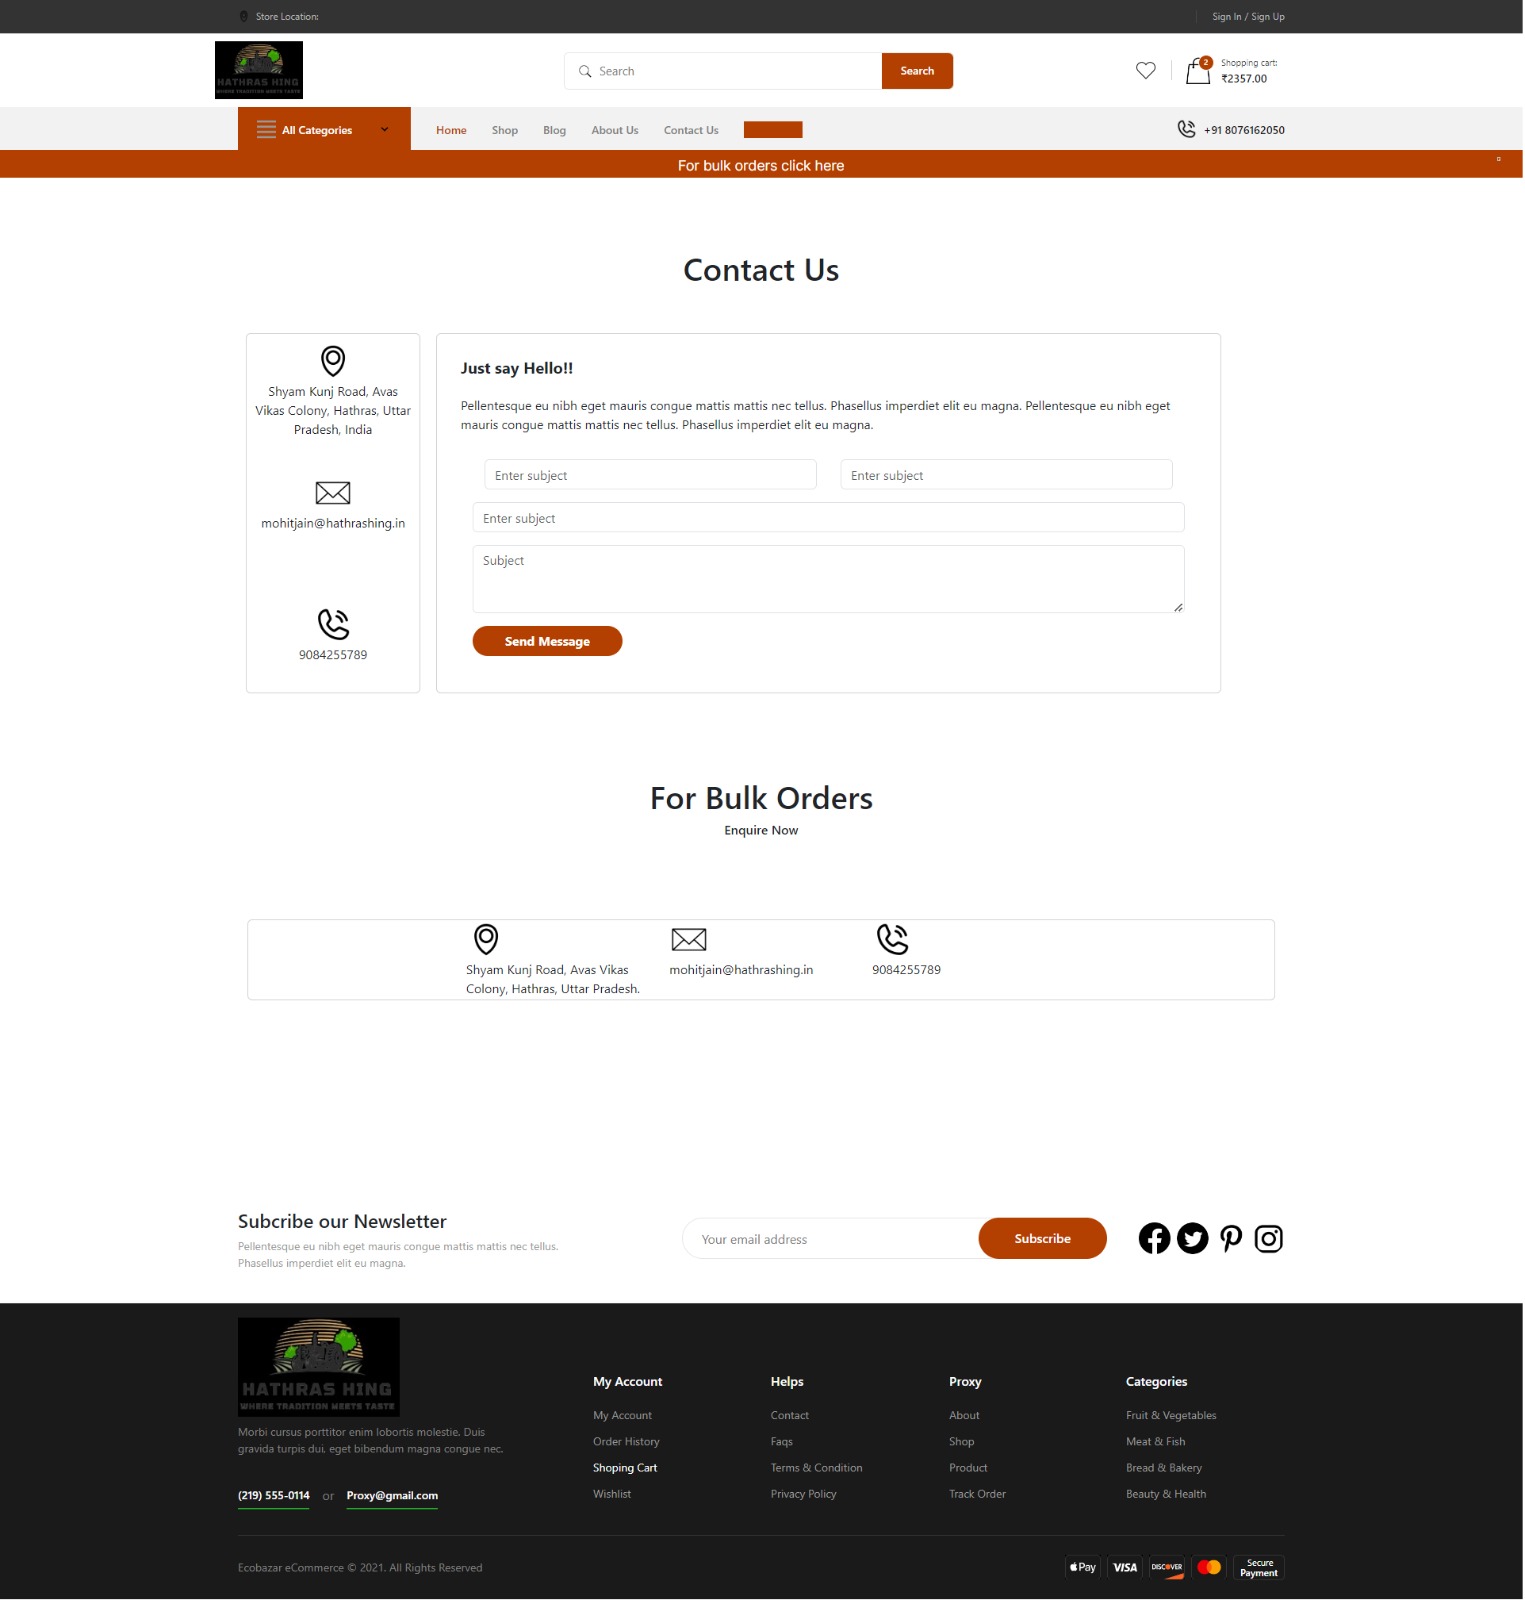 Store Location:
Sign In / Sign Up
HATHRAS HING
WHERE TRADITION MEETS TASTE
Search
Search
2
Shopping cart:
₹2357.00
All Categories
Home
Shop
Blog
About Us
Contact Us
+91 8076162050
For bulk orders click here
Contact Us
Shyam Kunj Road, Avas
Vikas Colony, Hathras, Uttar
Pradesh, India
mohitjain@hathrashing.in
9084255789
Just say Hello!!
Pellentesque eu nibh eget mauris congue mattis mattis nec tellus. Phasellus imperdiet elit eu magna. Pellentesque eu nibh eget
mauris congue mattis mattis nec tellus. Phasellus imperdiet elit eu magna.
Enter subject
Enter subject
Enter subject
Subject
Send Message
For Bulk Orders
Enquire Now
Shyam Kunj Road, Avas Vikas
Colony, Hathras, Uttar Pradesh.
mohitjain@hathrashing.in
9084255789
Subcribe our Newsletter
Pellentesque eu nibh eget mauris congue mattis mattis nec tellus.
Phasellus imperdiet elit eu magna.
Your email address
Subscribe
HATHRAS HING
WHERE TRADITION MEETS TASTE
Morbi cursus porttitor enim lobortis molestie. Duis
gravida turpis dui, eget bibendum magna congue nec.
(219) 555-0114
or
Proxy@gmail.com
My Account
My Account
Order History
Shoping Cart
Wishlist
Helps
Contact
Faqs
Terms & Condition
Privacy Policy
Proxy
About
Shop
Product
Track Order
Categories
Fruit & Vegetables
Meat & Fish
Bread & Bakery
Beauty & Health
Ecobazar eCommerce © 2021. All Rights Reserved
Pay
VISA
DISCOVER
Secure
Payment